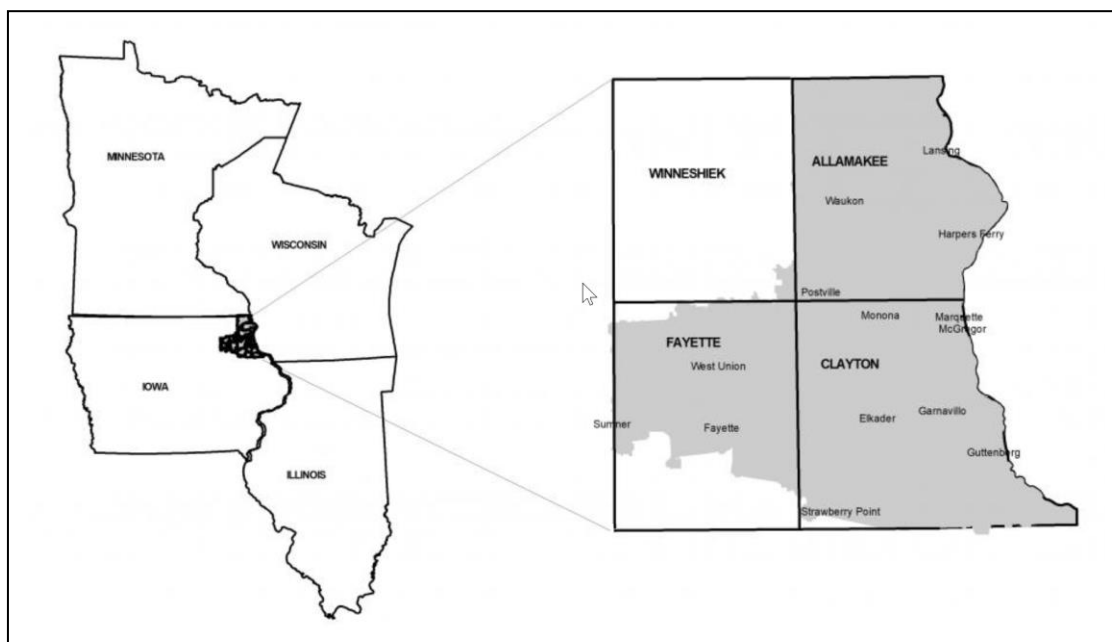 MINNESOTA
WISCONSIN
IOWA
ILLINOIS
WINNESHIEK
ALLAMAKEE
Lansing
Waukon
Harpers Ferry
Postville
Monona
Marquette
McGregor
FAYETTE
West Union
CLAYTON
Sumner
Fayette
Elkader
Garnavillo
Guttenberg
Strawberry Point